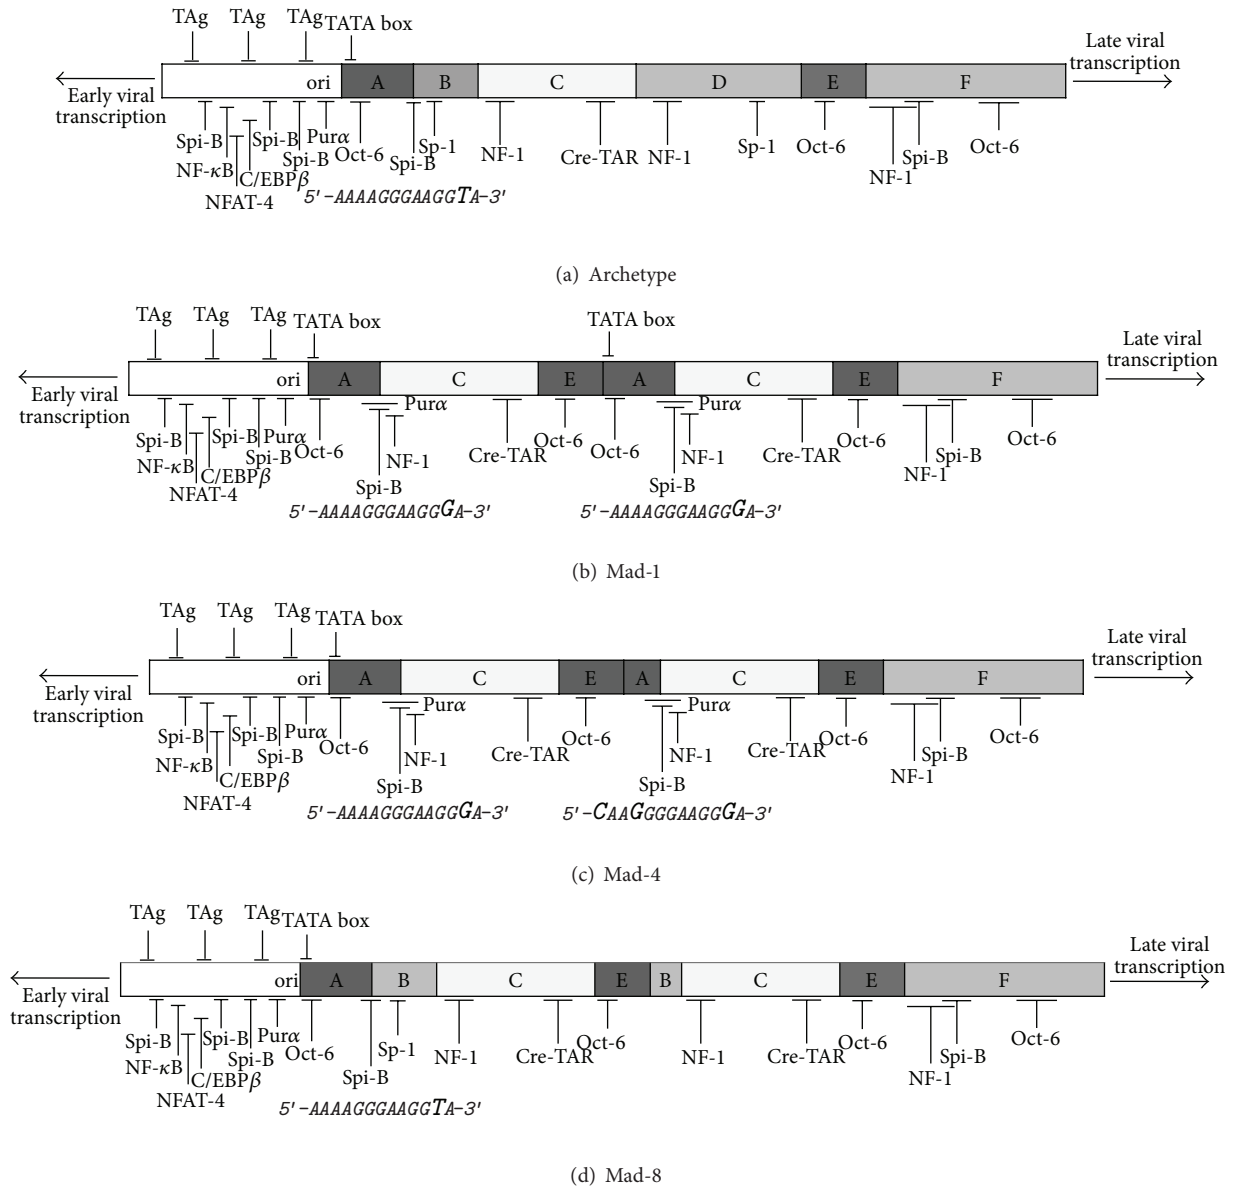 TAg TAg TAg TATA box
Late viral
transcription
ori A B C D E F
Early viral
transcription
Spi-B Spi-B Purα Oct-6 Sp-1 NF-1 Cre-TAR NF-1 Sp-1 Oct-6 Spi-B Oct-6
NF-κB C/EBPβ Spi-B Spi-B NF-1
NFAT-4 5'-AAAAGGGAAGGTA-3'
(a) Archetype
TAg TAg TAg TATA box TATA box
Late viral
transcription
ori A C E A C E F
Early viral
transcription
Purα Purα
Spi-B Spi-B Purα Oct-6 NF-1 Cre-TAR Oct-6 Oct-6 NF-1 Cre-TAR Oct-6 Spi-B Oct-6
NF-κB C/EBPβ Spi-B NF-1
NFAT-4 Spi-B Spi-B
5'-AAAAGGGAAGGGA-3' 5'-AAAAGGGAAGGGA-3'
(b) Mad-1
TAg TAg TAg TATA box
Late viral
transcription
ori A C E A C E F
Early viral
transcription
Purα Purα
Spi-B Spi-B Purα Oct-6 NF-1 Cre-TAR Oct-6 NF-1 Cre-TAR Oct-6 Spi-B Oct-6
NF-κB C/EBPβ Spi-B NF-1
NFAT-4 Spi-B Spi-B
5'-AAAAGGGAAGGGA-3' 5'-CAAGGGGAAGGGA-3'
(c) Mad-4
TAg TAg TAg TATA box
Late viral
transcription
ori A B C E B C E F
Early viral
transcription
Spi-B Spi-B Purα Oct-6 Sp-1 NF-1 Cre-TAR Oct-6 NF-1 Cre-TAR Oct-6 Spi-B Oct-6
NF-κB C/EBPβ Spi-B Spi-B NF-1
NFAT-4
5'-AAAAGGGAAGGTA-3'
(d) Mad-8